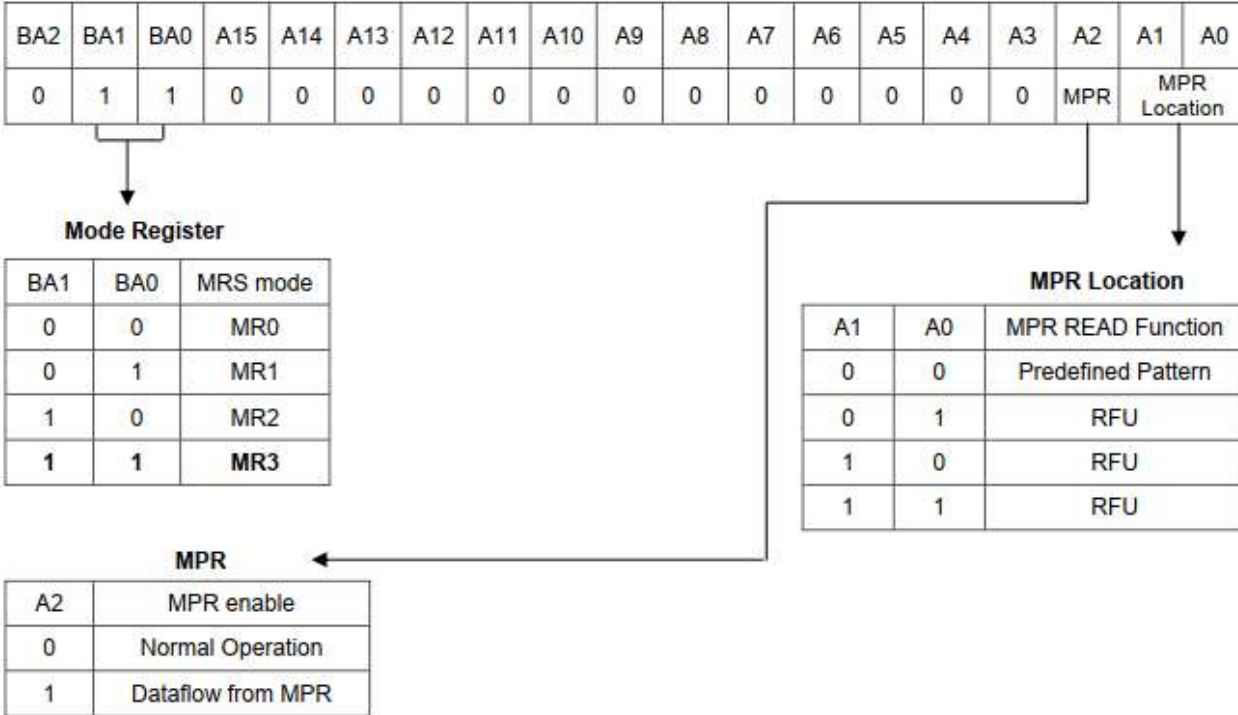 BA2 BA1 BA0 A15 A14 A13 A12 A11 A10 A9 A8 A7 A6 A5 A4 A3 A2 A1 A0
0 1 1 0 0 0 0 0 0 0 0 0 0 0 0 0 MPR MPR Location
Mode Register
BA1 BA0 MRS mode
0 0 MR0
0 1 MR1
1 0 MR2
1 1 MR3
MPR Location
A1 A0 MPR READ Function
0 0 Predefined Pattern
0 1 RFU
1 0 RFU
1 1 RFU
MPR
A2 MPR enable
0 Normal Operation
1 Dataflow from MPR